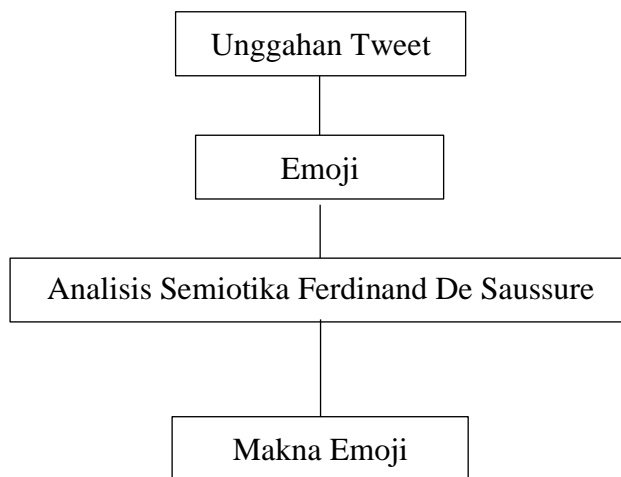 Unggahan Tweet
Emoji
Analisis Semiotika Ferdinand De Saussure
Makna Emoji